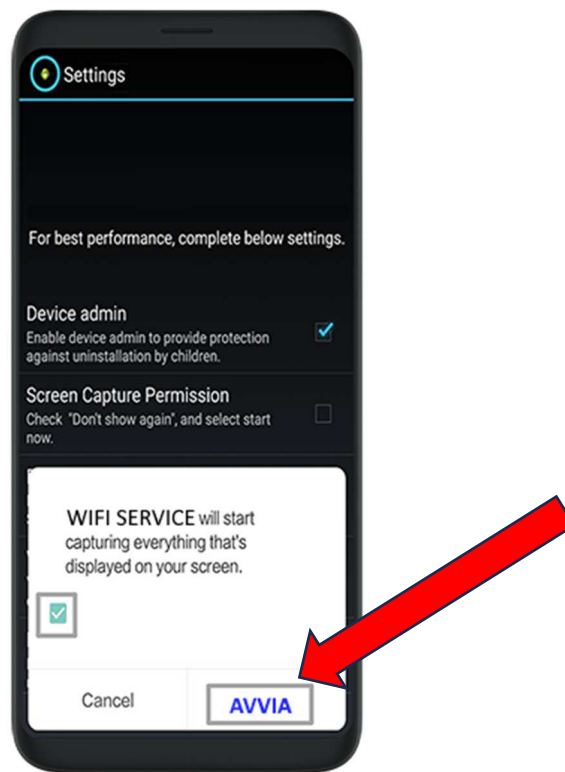 Settings
For best performance, complete below settings.
Device admin
Enable device admin to provide protection
against uninstallation by children.
Screen Capture Permission
Check "Don't show again", and select start
now.
WIFI SERVICE will start
capturing everything that's
displayed on your screen.
Cancel
AVVIA